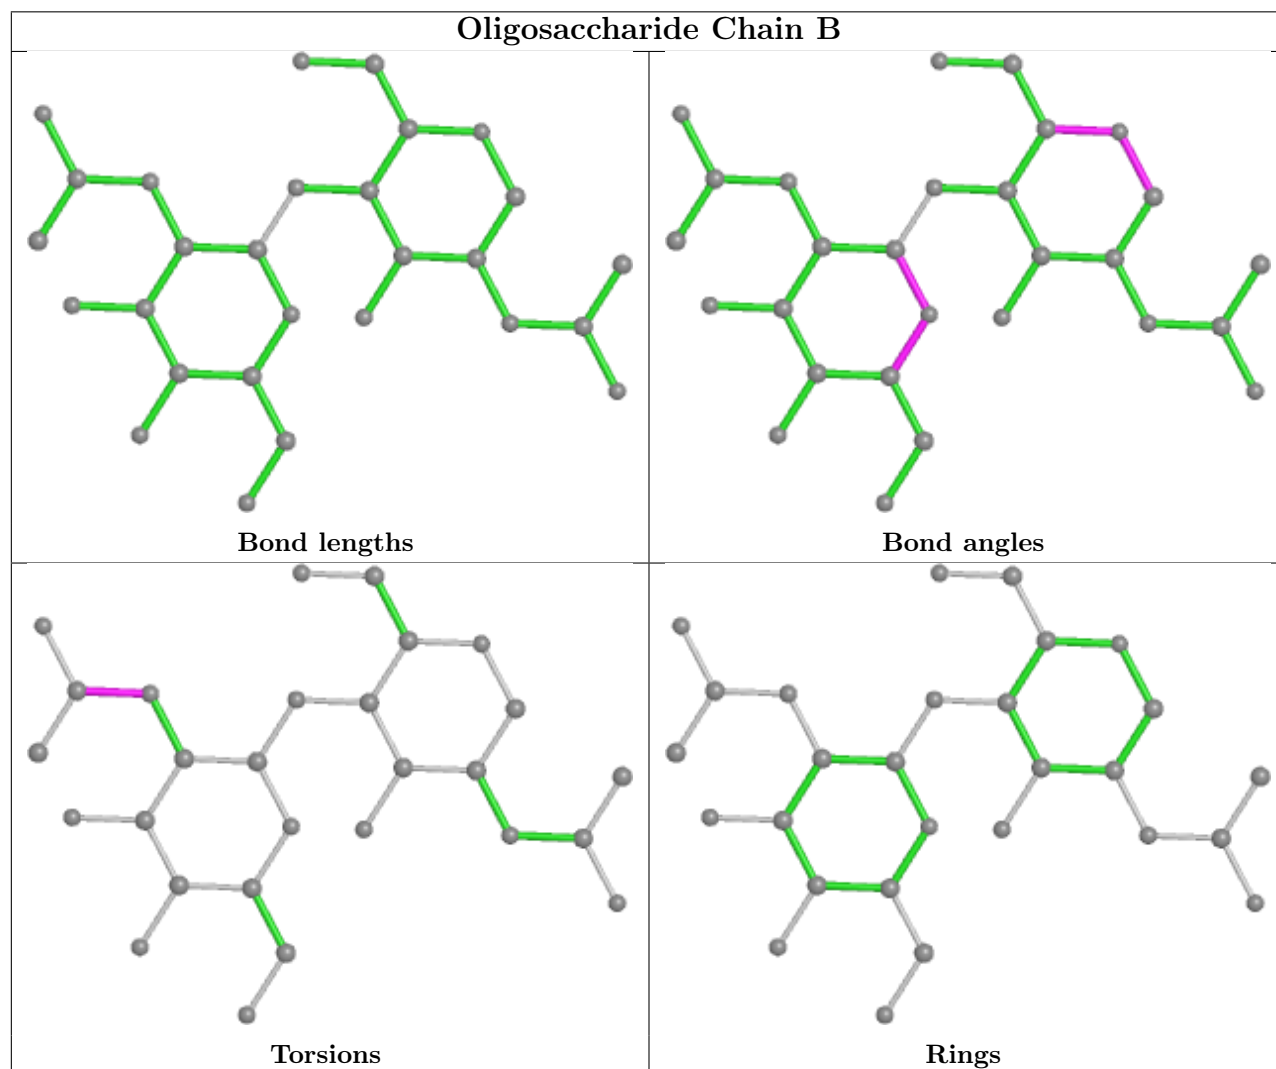 Oligosaccharide Chain B
Bond lengths
Bond angles
Torsions
Rings